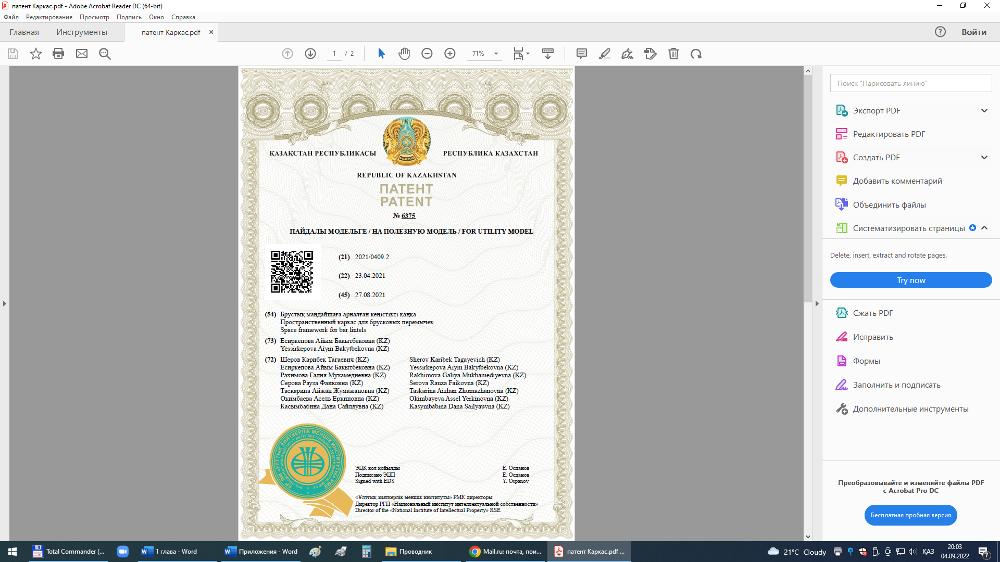 патент Каркас.pdf - Adobe Acrobat Reader DC (64-bit)
Файл Редактирование Просмотр Подпись Окно Справка
Главная Инструменты патент Каркас.pdf × Войти
1 / 2 71%
ҚАЗАҚСТАН РЕСПУБЛИКАСЫ РЕСПУБЛИКА КАЗАХСТАН
REPUBLIC OF KAZAKHSTAN
ПАТЕНТ
PATENT
№ 6375
ПАЙДАЛЫ МОДЕЛЬГЕ / НА ПОЛЕЗНУЮ МОДЕЛЬ / FOR UTILITY MODEL
(21) 2021/0409.2
(22) 23.04.2021
(45) 27.08.2021
(54) Брустық маңдайшаға арналған кеңістікті қаңқа
Пространственный каркас для брусковых перемычек
Space framework for bar lintels
(73) Есиркепова Айым Бакытбековна (KZ)
Yessirkepova Aiym Bakytbekovna (KZ)
(72) Шеров Карибек Тагаевич (KZ) Sherov Karibek Tagayevich (KZ)
Есиркепова Айым Бакытбековна (KZ) Yessirkepova Aiym Bakytbekovna (KZ)
Рахимова Галия Мухамедиевна (KZ) Rakhimova Galiya Mukhamediyevna (KZ)
Серова Рауза Фаиковна (KZ) Serova Rauza Faikovna (KZ)
Таскарина Айжан Жумажановна (KZ) Taskarina Aizhan Zhumazhanovna (KZ)
Окимбаева Асель Еркиновна (KZ) Okimbayeva Assel Yerkinovna (KZ)
Касымбабина Дана Сайляувна (KZ) Kasymbabina Dana Sailyauvna (KZ)
ЭЦҚ қол қойылды Е. Оспанов
Подписано ЭЦП Е. Оспанов
Signed with EDS Y. Ospanov
«Ұлттық зияткерлік меншік институты» РМК директоры
Директор РГП «Национальный институт интеллектуальной собственности»
Director of the «National Institute of Intellectual Property» RSE
Поиск "Нарисовать линию"
Экспорт PDF
Редактировать PDF
Создать PDF
Добавить комментарий
Объединить файлы
Систематизировать страницы
Delete, insert, extract and rotate pages.
Try now
Сжать PDF
Исправить
Формы
Заполнить и подписать
Дополнительные инструменты
Преобразовывайте и изменяйте файлы PDF
с Acrobat Pro DC
Бесплатная пробная версия
Total Commander (... 1 глава - Word Приложения - Word Проводник Mail.ru: почта, пои... патент Каркас.pdf ... 21°C Cloudy ҚАЗ 20:03
04.09.2022 7